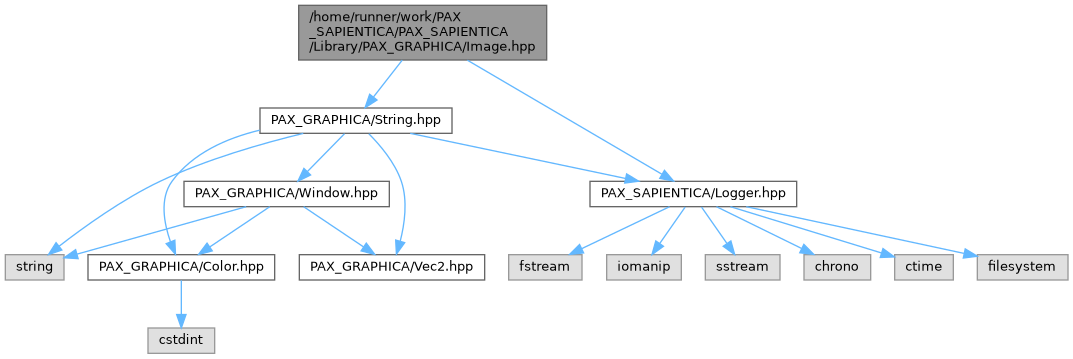 /home/runner/work/PAX
_SAPIENTICA/PAX_SAPIENTICA
/Library/PAX_GRAPHICA/Image.hpp
PAX_GRAPHICA/String.hpp
PAX_GRAPHICA/Window.hpp
PAX_SAPIENTICA/Logger.hpp
string
PAX_GRAPHICA/Color.hpp
PAX_GRAPHICA/Vec2.hpp
fstream
iomanip
sstream
chrono
ctime
filesystem
cstdint